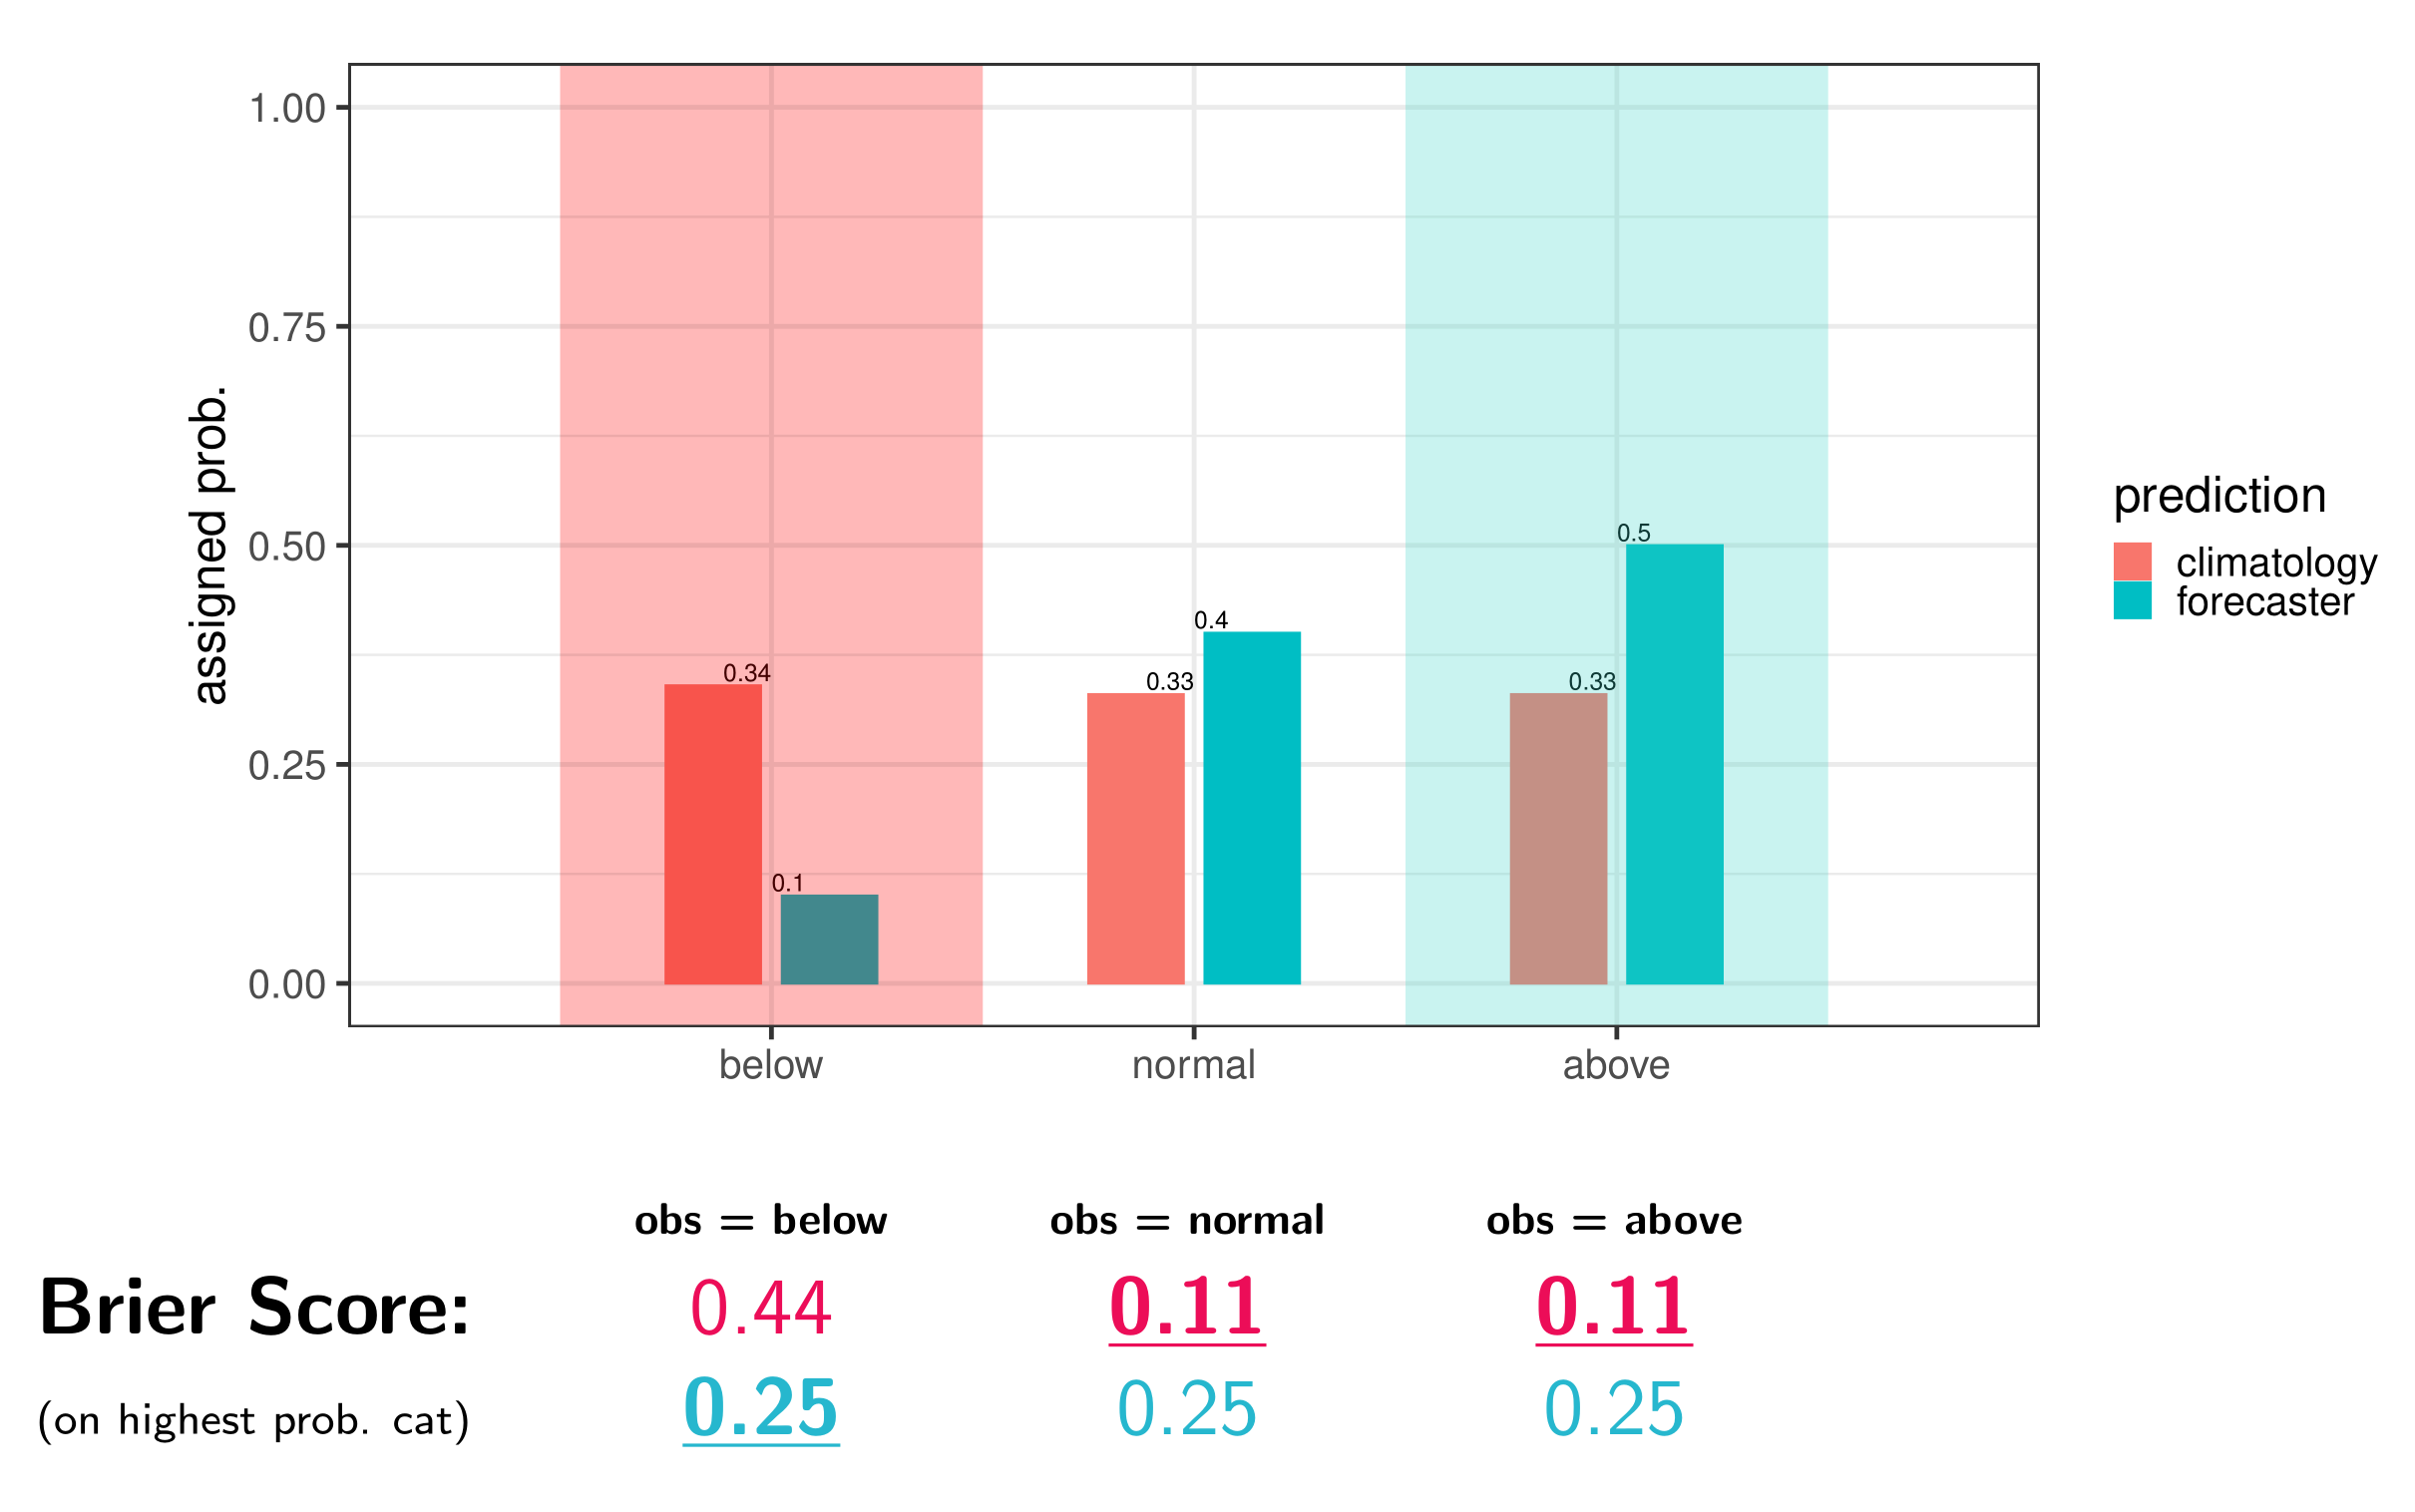 1.00
0.75
0.50
0.25
0.00
assigned prob.
0.34
0.1
0.33
0.4
0.33
0.5
below normal above
prediction
climatology
forecaster
obs = below obs = normal obs = above
Brier Score: 0.44 0.11 0.11
(on highest prob. cat) 0.25 0.25 0.25